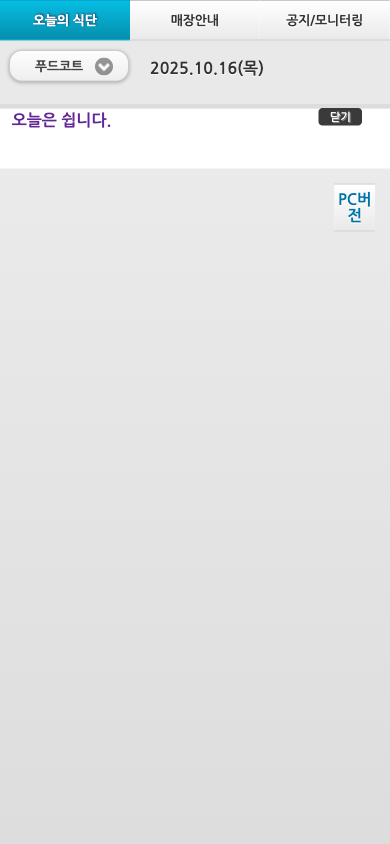 오늘의 식단
매장안내
공지/모니터링
푸드코트
2025.10.16(목)
오늘은 쉽니다.
닫기
PC버
전